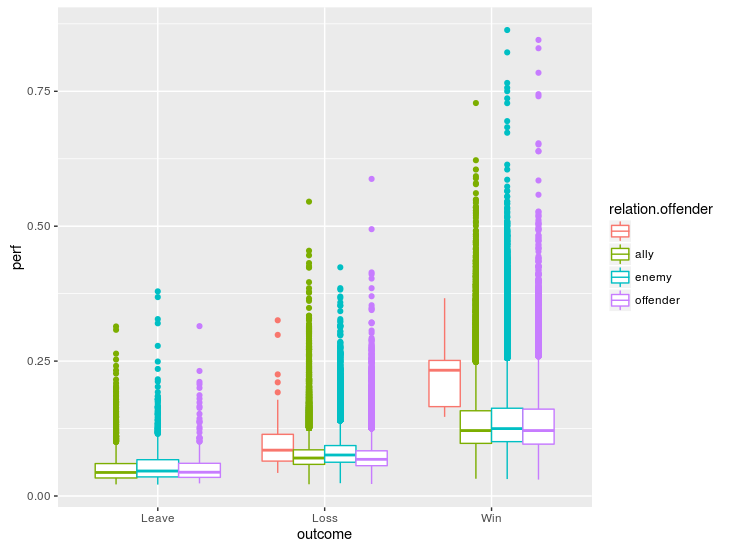 0.75
0.50
0.25
0.00
perf
Leave
Loss
Win
outcome
relation.offender
ally
enemy
offender